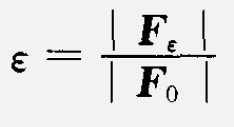 ε = | F_ε | / | F_0 |